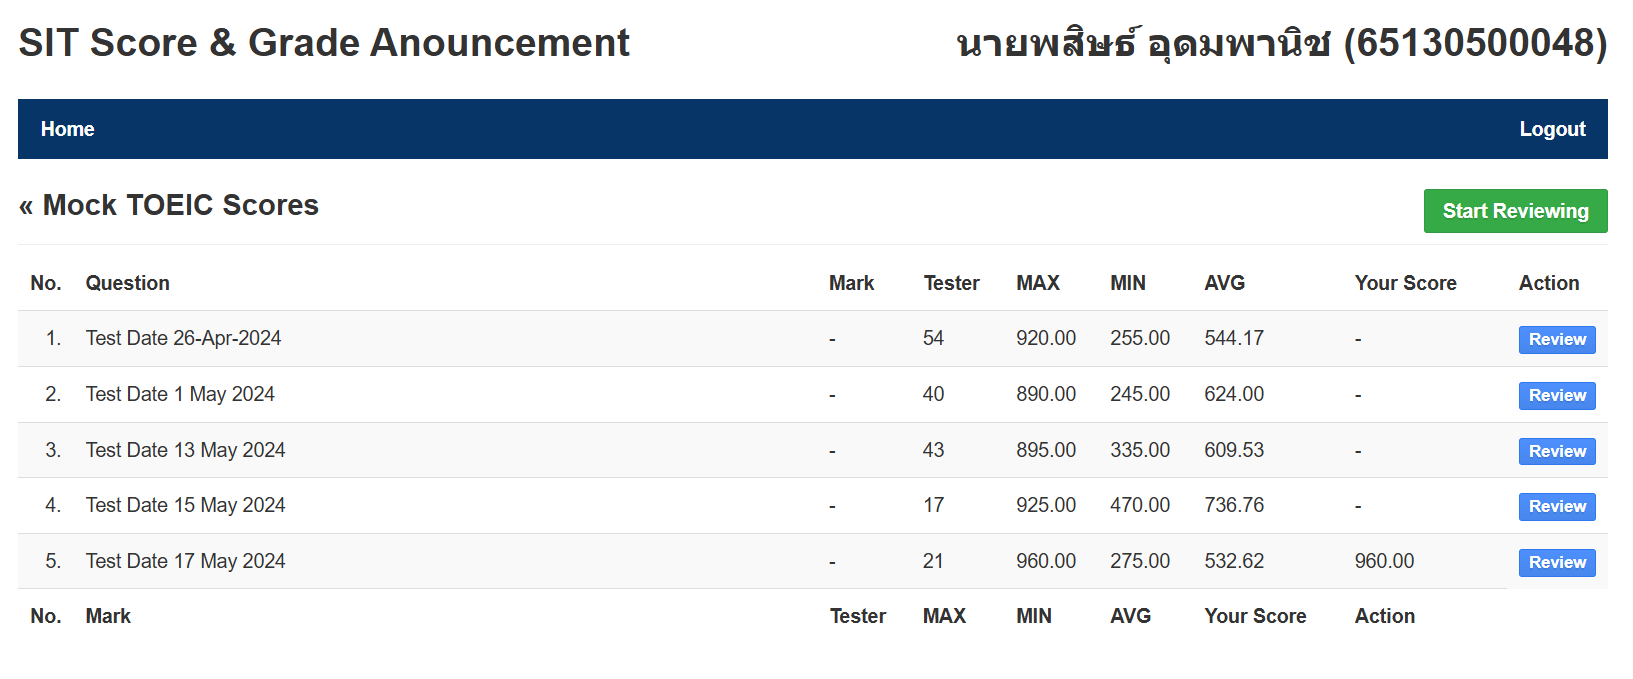 SIT Score & Grade Anouncement นายพสิษธ์ อุดมพานิช (65130500048)
Home Logout
« Mock TOEIC Scores Start Reviewing
No. Question Mark Tester MAX MIN AVG Your Score Action
1. Test Date 26-Apr-2024 - 54 920.00 255.00 544.17 - Review
2. Test Date 1 May 2024 - 40 890.00 245.00 624.00 - Review
3. Test Date 13 May 2024 - 43 895.00 335.00 609.53 - Review
4. Test Date 15 May 2024 - 17 925.00 470.00 736.76 - Review
5. Test Date 17 May 2024 - 21 960.00 275.00 532.62 960.00 Review
No. Mark Tester MAX MIN AVG Your Score Action